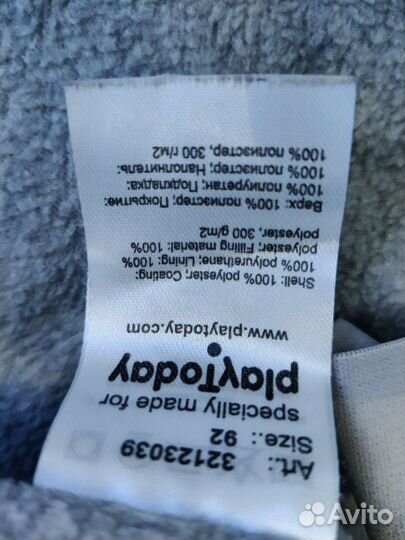 Art.: 32123039
Size.: 92
specially made for
playToday
www.playtoday.com
Shell: 100% polyester; Coating:
100% polyurethane; Lining: 100%
polyester; Filling material: 100%
polyester, 300 g/m2
Верх: 100% полиэстер; Покрытие:
100% полиуретан; Подкладка:
100% полиэстер; Наполнитель:
100% полиэстер, 300 г/м2
Avito